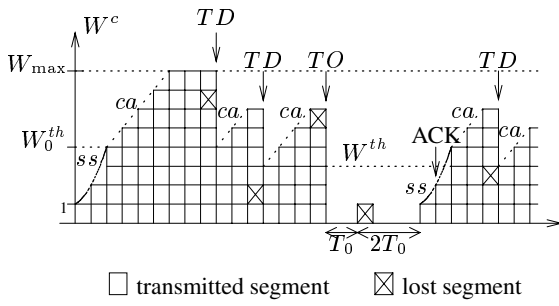 W^c
TD
W_max
TD
TO
TD
ca.
ca.
ca.
ca.
ca.
W_0^th
ss
W^th
ACK
ss
1
T_0
2T_0
transmitted segment
lost segment